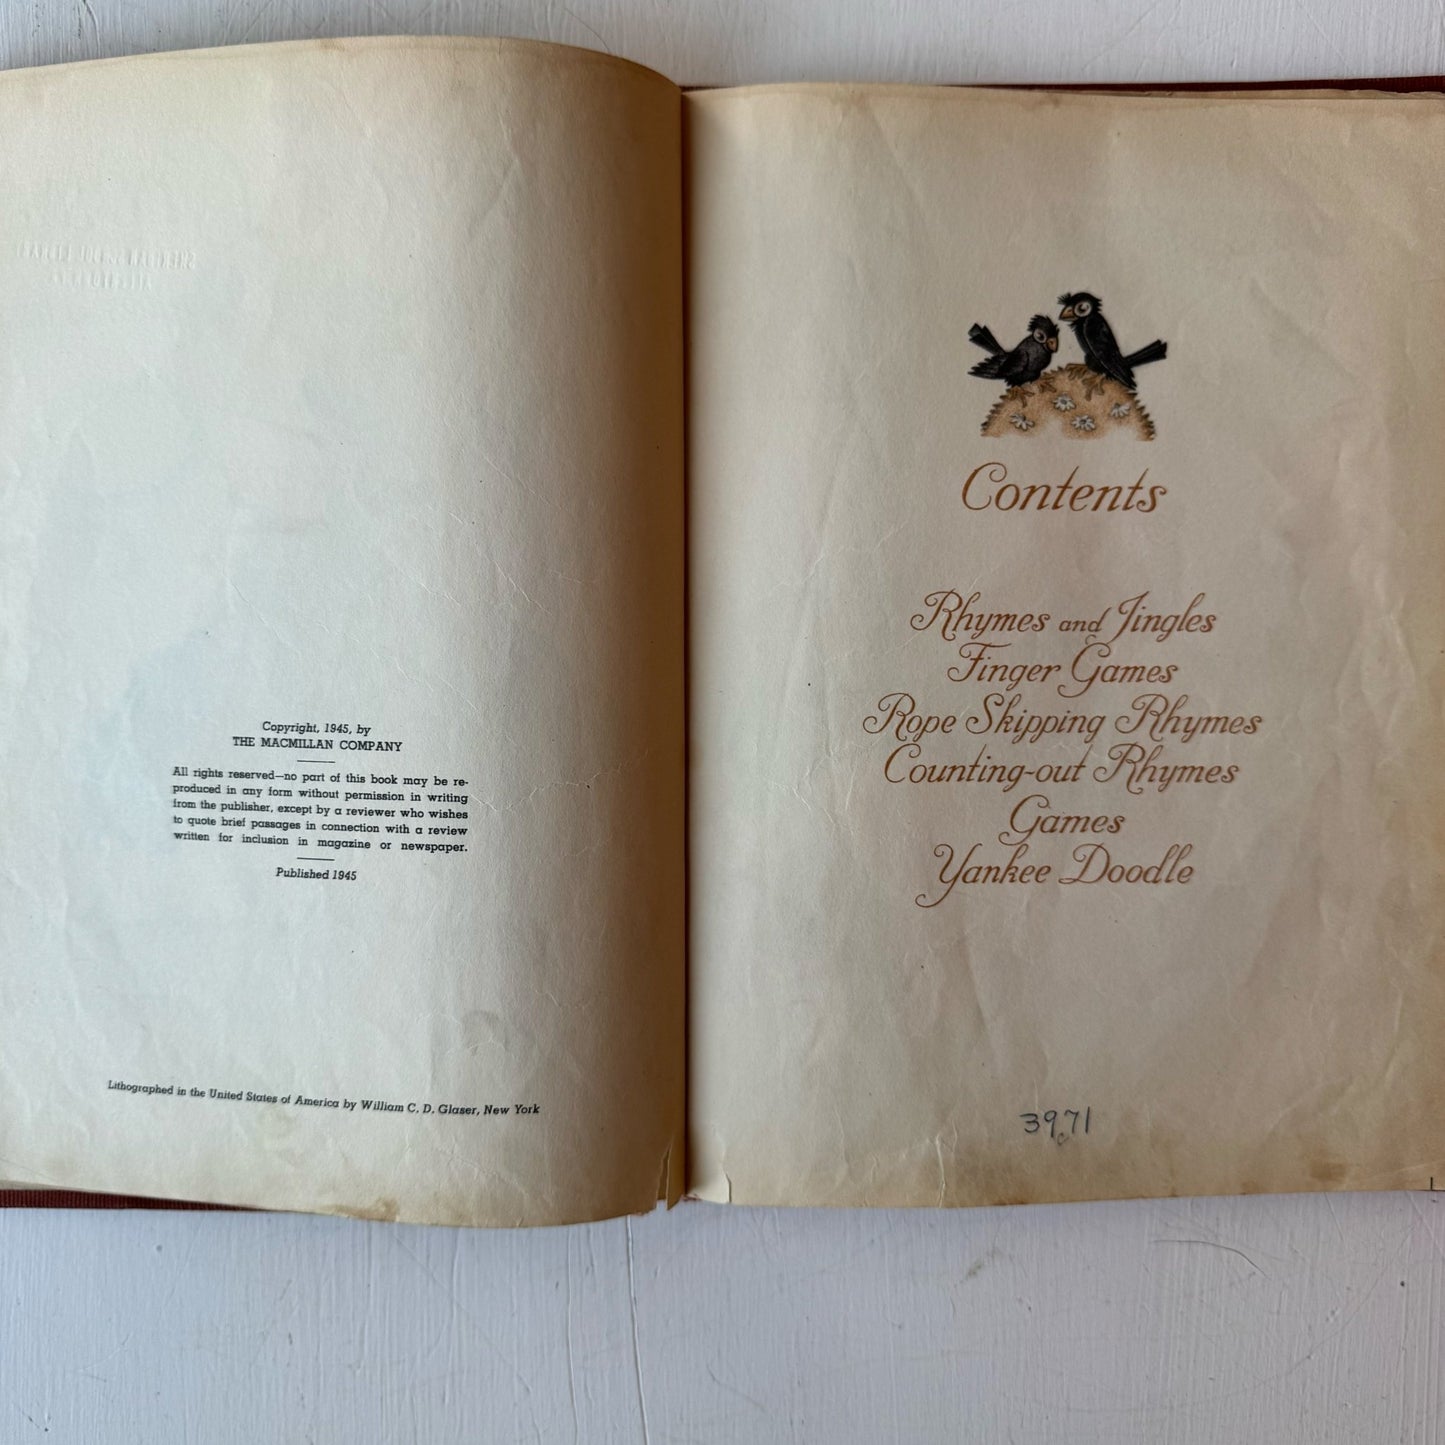 Copyright, 1945, by
THE MACMILLAN COMPANY
All rights reserved—no part of this book may be re-
produced in any form without permission in writing
from the publisher, except by a reviewer who wishes
to quote brief passages in connection with a review
written for inclusion in magazine or newspaper.
Published 1945
Lithographed in the United States of America by William C. D. Glaser, New York
Contents
Rhymes and Jingles
Finger Games
Rope Skipping Rhymes
Counting-out Rhymes
Games
Yankee Doodle